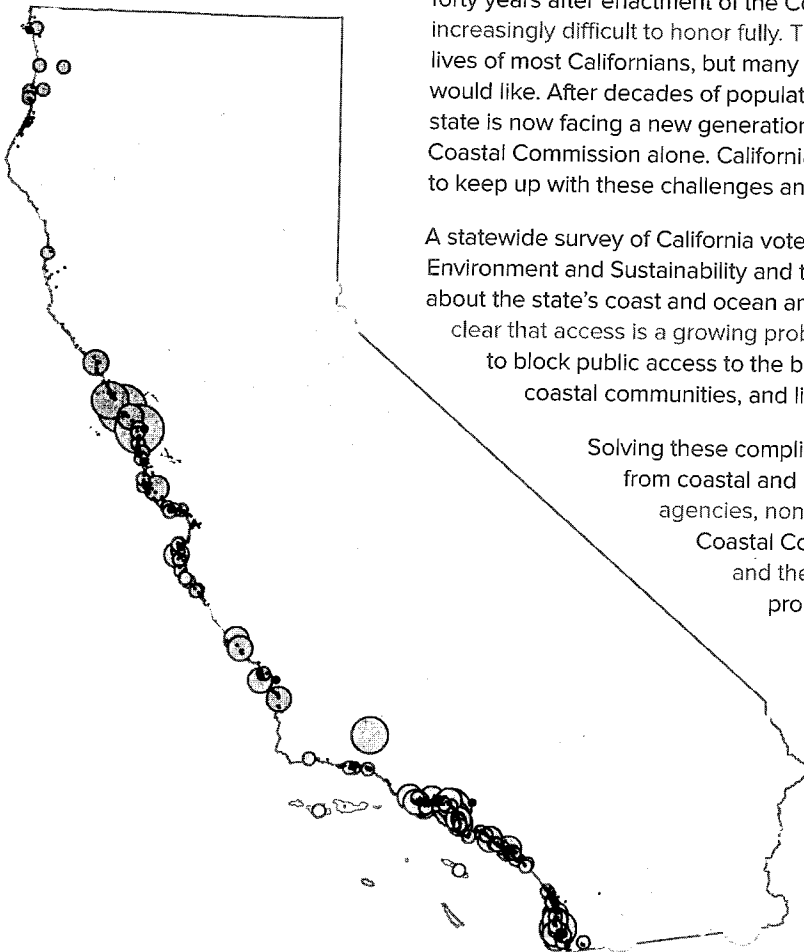 forty years after enactment of the Co
increasingly difficult to honor fully. T
lives of most Californians, but many
would like. After decades of populat
state is now facing a new generation
Coastal Commission alone. Californi
to keep up with these challenges an
A statewide survey of California vote
Environment and Sustainability and t
about the state's coast and ocean an
clear that access is a growing prob
to block public access to the b
coastal communities, and li
Solving these compli
from coastal and
agencies, non
Coastal Co
and the
pro